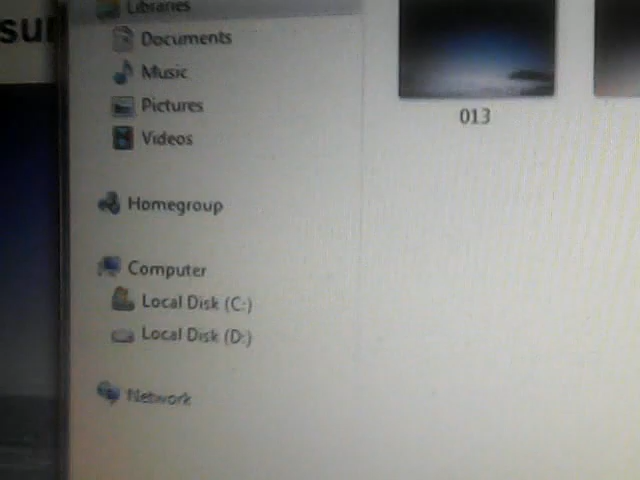 Libraries
Documents
Music
Pictures
Videos
Homegroup
Computer
Local Disk (C:)
Local Disk (D:)
Network
013